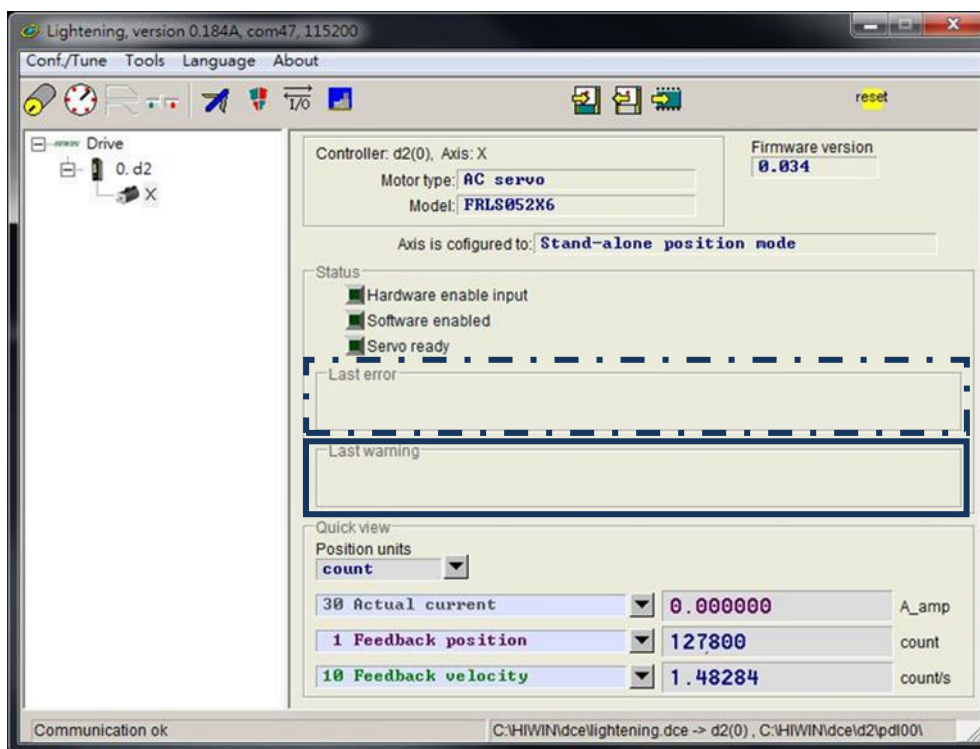 Lightening, version 0.184A, com47, 115200
Conf./Tune Tools Language About
I/O
reset
HIWIN Drive
0. d2
X
Controller: d2(0), Axis: X
Motor type: AC servo
Model: FRLS052X6
Firmware version
0.034
Axis is cofigured to: Stand-alone position mode
Status
Hardware enable input
Software enabled
Servo ready
Last error
Last warning
Quick view
Position units
count
30 Actual current 0.000000 A_amp
1 Feedback position 127800 count
10 Feedback velocity 1.48284 count/s
Communication ok C:\HIWIN\dce\lightening.dce -> d2(0) , C:\HIWIN\dce\d2\pdl00\